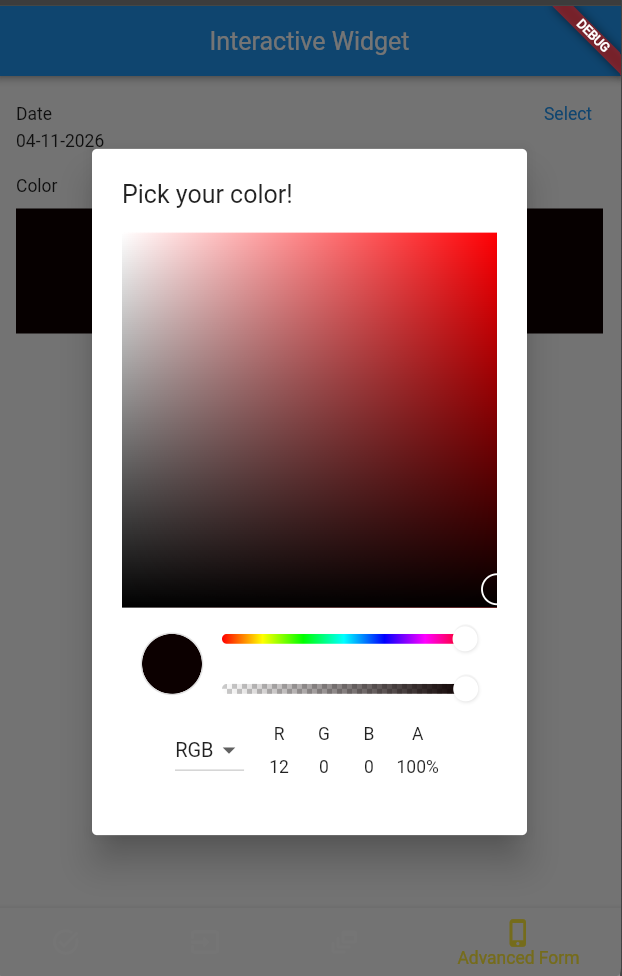 Interactive Widget
DEBUG
Date
Select
04-11-2026
Color
Pick your color!
RGB
R G B A
12 0 0 100%
Advanced Form